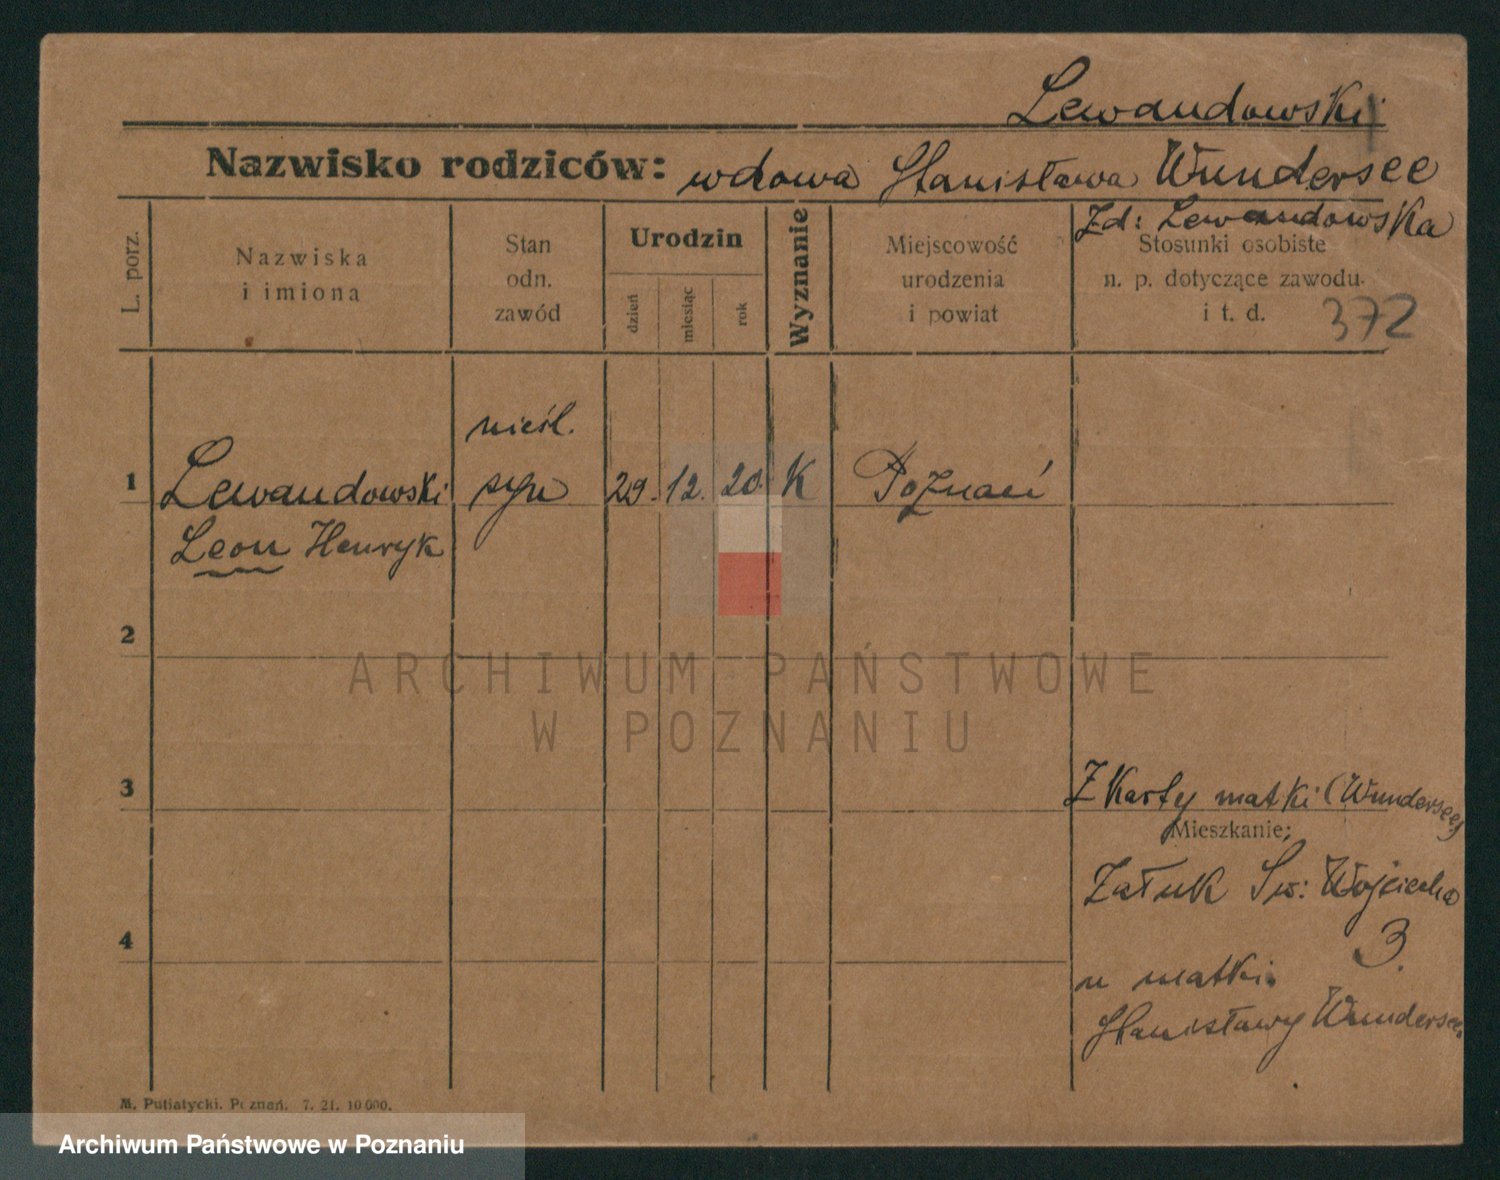 Lewandowski
Nazwisko rodziców: wdowa Stanisława Wundersee
Zd: Lewandowska
L. porz.
Nazwiska
i imiona
Stan
odn.
zawód
Urodzin
dzień
miesiąc
rok
Wyznanie
Miejscowość
urodzenia
i powiat
Stosunki osobiste
n. p. dotyczące zawodu
i t. d.
372
nieśl.
1 Lewandowski syn 29. 12. 20. K Poznań
Leon Henryk
2
ARCHIWUM PAŃSTWOWE
W POZNANIU
3
Z Karty matki (Wundersee)
Mieszkanie:
Załuk Św: Wojciecha
3.
4
u matki
Stanisławy Wundersee
M. Putiatycki. Poznań. 7. 21. 10 000.
Archiwum Państwowe w Poznaniu